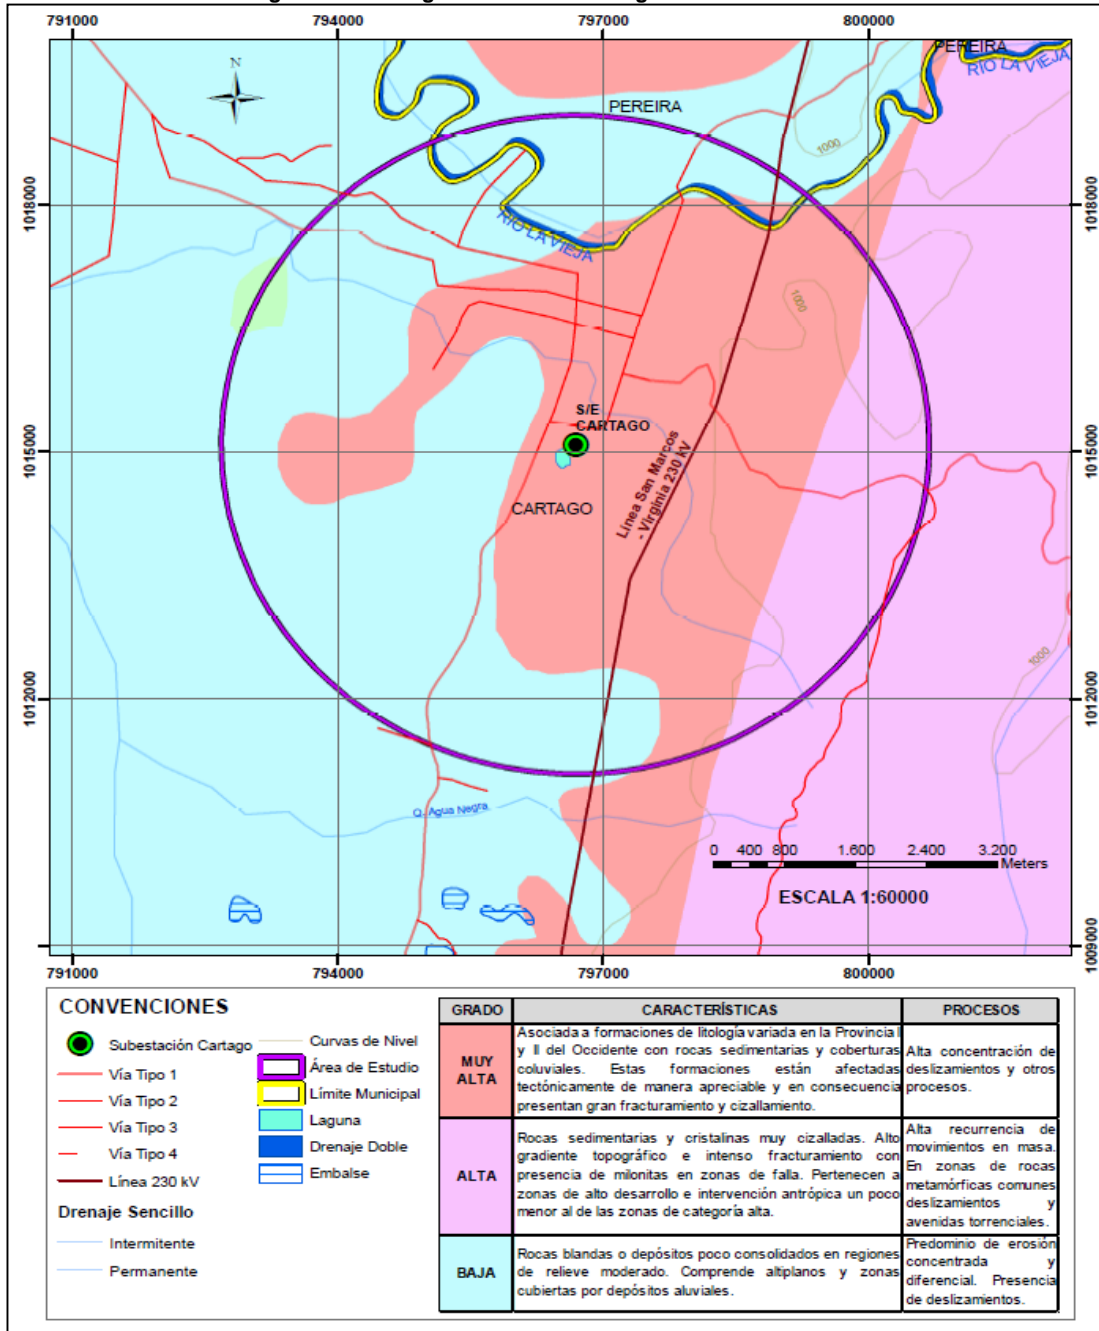 791000
794000
797000
800000
PEREIRA
RIO LA VIEJA
N
PEREIRA
1000
1018000
1018000
RIO LA VIEJA
1000
1000
S/E
CARTAGO
1015000
1015000
Línea San Marcos
- Virginia 230 kV
CARTAGO
1000
1012000
1012000
Q. Agua Negra
0 400 800 1.600 2.400 3.200
Meters
ESCALA 1:60000
1009000
791000
794000
797000
800000
CONVENCIONES
Subestación Cartago
Vía Tipo 1
Vía Tipo 2
Vía Tipo 3
Vía Tipo 4
Línea 230 kV
Drenaje Sencillo
Intermitente
Permanente
Curvas de Nivel
Área de Estudio
Límite Municipal
Laguna
Drenaje Doble
Embalse
GRADO
CARACTERÍSTICAS
PROCESOS
MUY
ALTA
Asociada a formaciones de litología variada en la Provincia I
y II del Occidente con rocas sedimentarias y coberturas
coluviales. Estas formaciones están afectadas
tectónicamente de manera apreciable y en consecuencia
presentan gran fracturamiento y cizallamiento.
Alta concentración de
deslizamientos y otros
procesos.
ALTA
Rocas sedimentarias y cristalinas muy cizalladas. Alto
gradiente topográfico e intenso fracturamiento con
presencia de milonitas en zonas de falla. Pertenecen a
zonas de alto desarrollo e intervención antrópica un poco
menor al de las zonas de categoría alta.
Alta recurrencia de
movimientos en masa.
En zonas de rocas
metamórficas comunes
deslizamientos y
avenidas torrenciales.
BAJA
Rocas blandas o depósitos poco consolidados en regiones
de relieve moderado. Comprende altiplanos y zonas
cubiertas por depósitos aluviales.
Predominio de erosión
concentrada y
diferencial. Presencia
de deslizamientos.